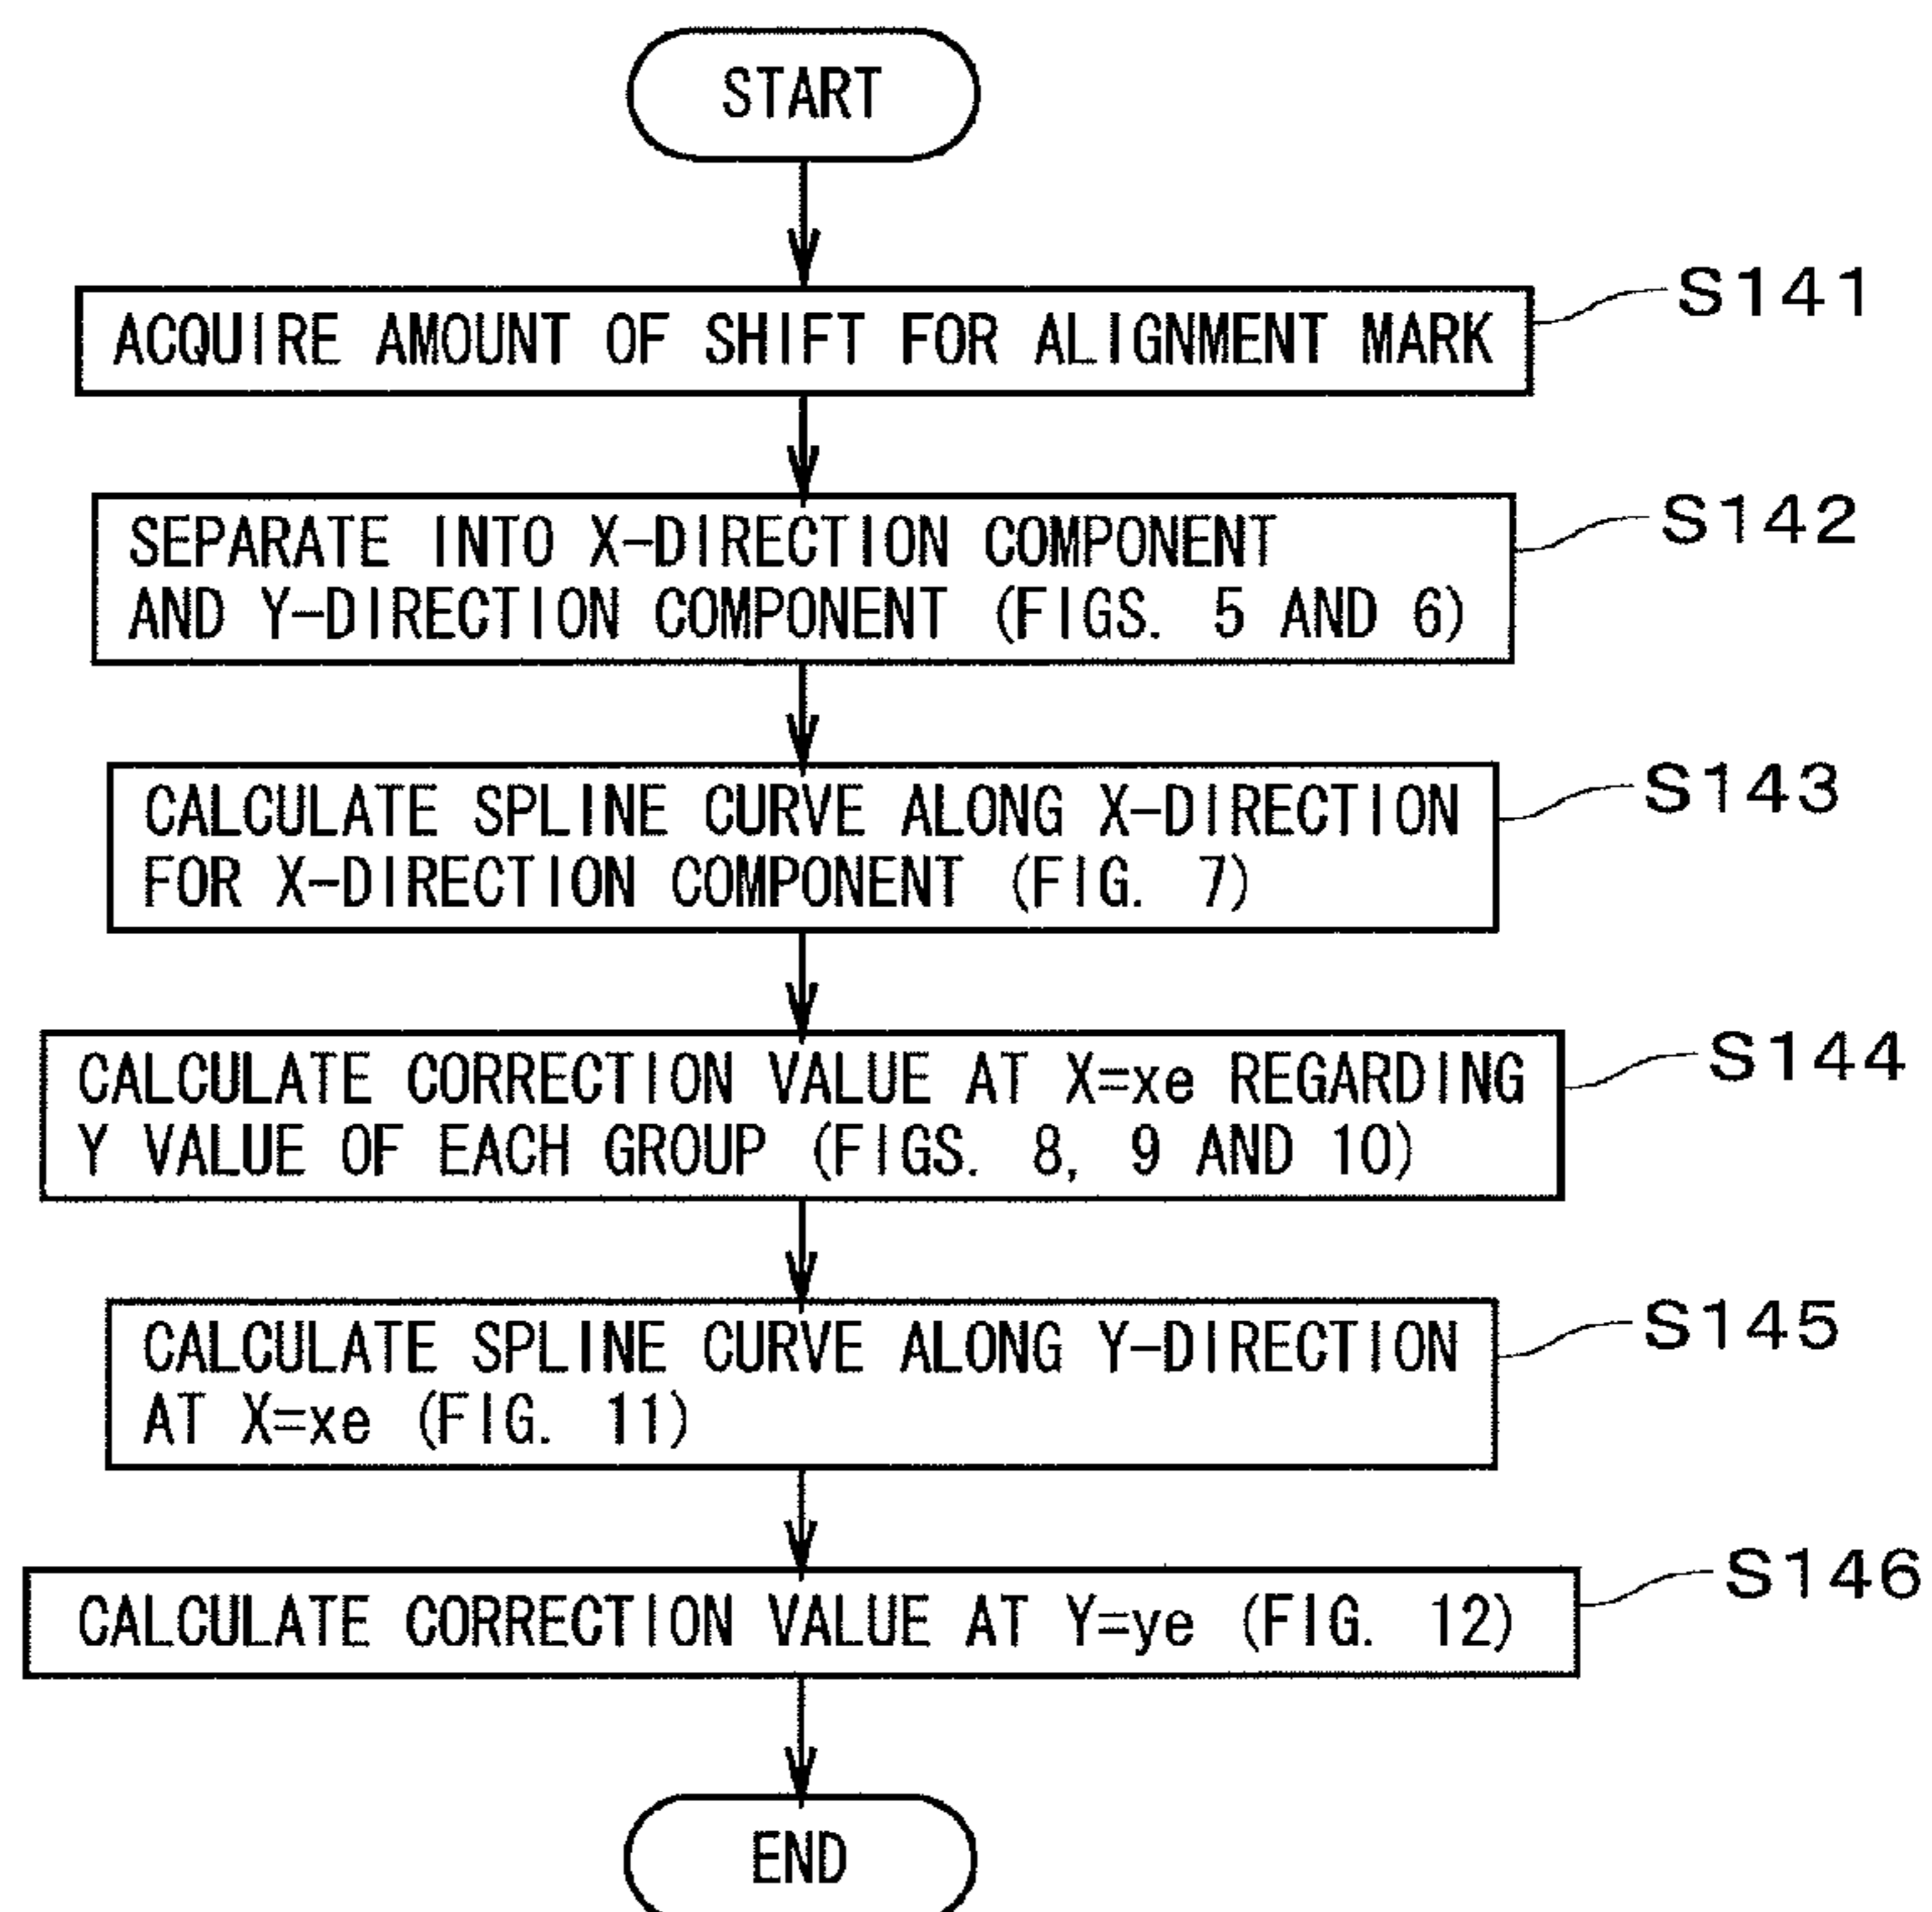 START
S141
ACQUIRE AMOUNT OF SHIFT FOR ALIGNMENT MARK
S142
SEPARATE INTO X-DIRECTION COMPONENT
AND Y-DIRECTION COMPONENT (FIGS. 5 AND 6)
S143
CALCULATE SPLINE CURVE ALONG X-DIRECTION
FOR X-DIRECTION COMPONENT (FIG. 7)
S144
CALCULATE CORRECTION VALUE AT X=xe REGARDING
Y VALUE OF EACH GROUP (FIGS. 8, 9 AND 10)
S145
CALCULATE SPLINE CURVE ALONG Y-DIRECTION
AT X=xe (FIG. 11)
S146
CALCULATE CORRECTION VALUE AT Y=ye (FIG. 12)
END